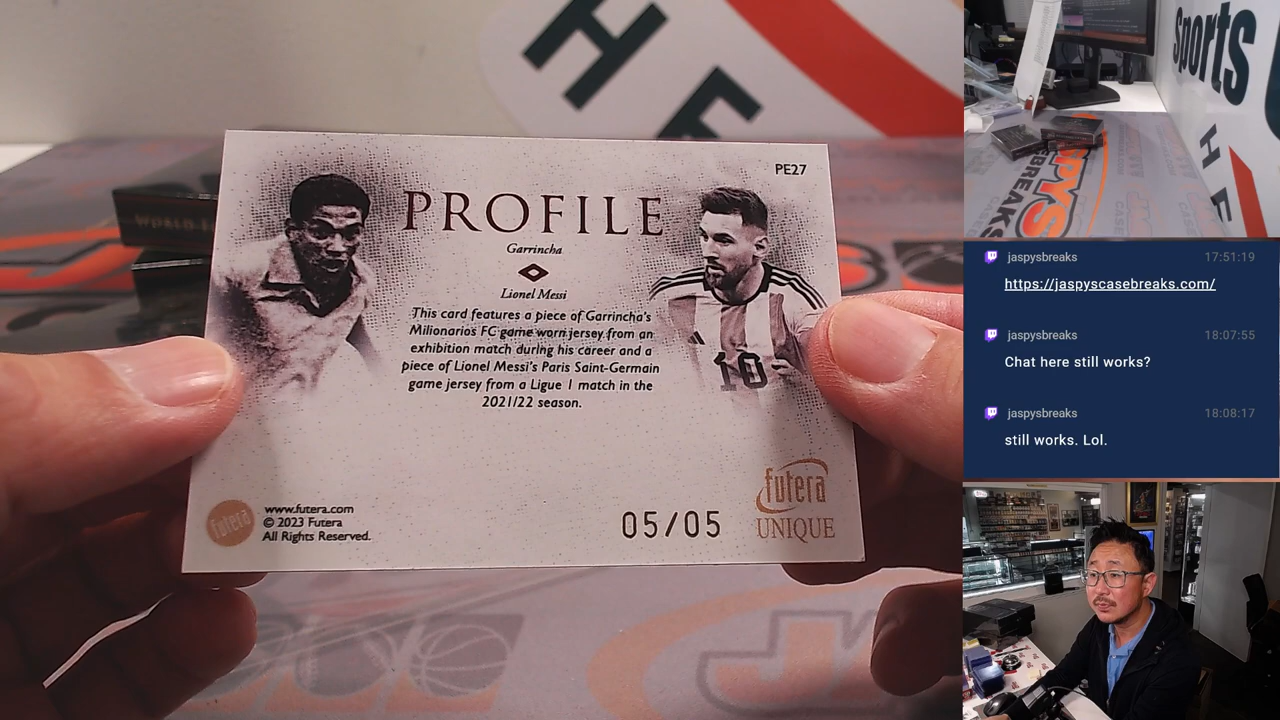 HE
PE27
WORLD
PROFILE
Garrincha
Lionel Messi
This card features a piece of Garrincha's
Milionarios FC game worn jersey from an
exhibition match during his career and a
piece of Lionel Messi's Paris Saint-Germain
game jersey from a Ligue 1 match in the
2021/22 season.
10
futera
UNIQUE
05/05
futera
www.futera.com
© 2023 Futera
All Rights Reserved.
Sports
HE
jaspysbreaks 17:51:19
https://jaspyscasebreaks.com/
jaspysbreaks 18:07:55
Chat here still works?
jaspysbreaks 18:08:17
still works. Lol.